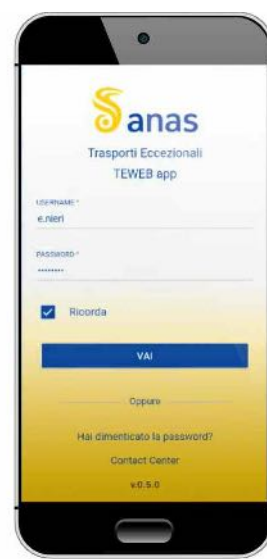 anas
Trasporti Eccezionali
TEWEB app
USERNAME *
e.nieri
PASSWORD *
Ricorda
VAI
Oppure
Hai dimenticato la password?
Contact Center
v.0.5.0